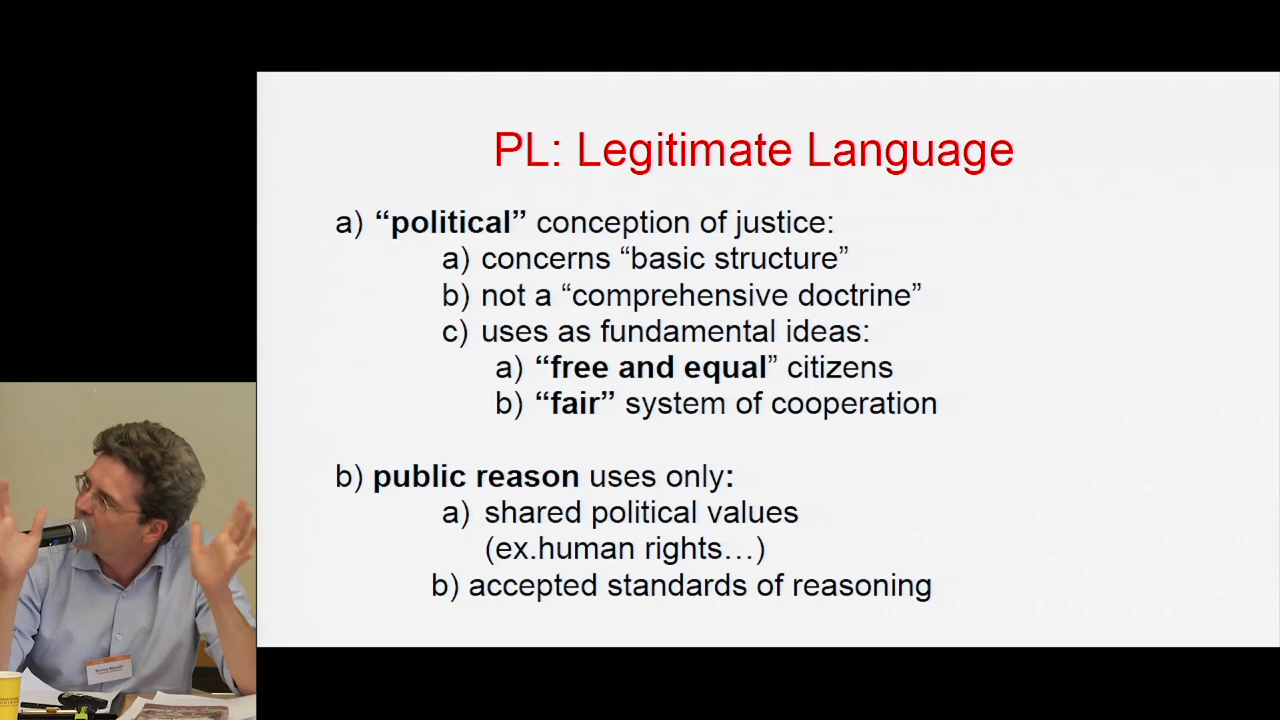 PL: Legitimate Language
a) “political” conception of justice:
a) concerns “basic structure”
b) not a “comprehensive doctrine”
c) uses as fundamental ideas:
a) “free and equal” citizens
b) “fair” system of cooperation
b) public reason uses only:
a) shared political values
(ex.human rights…)
b) accepted standards of reasoning